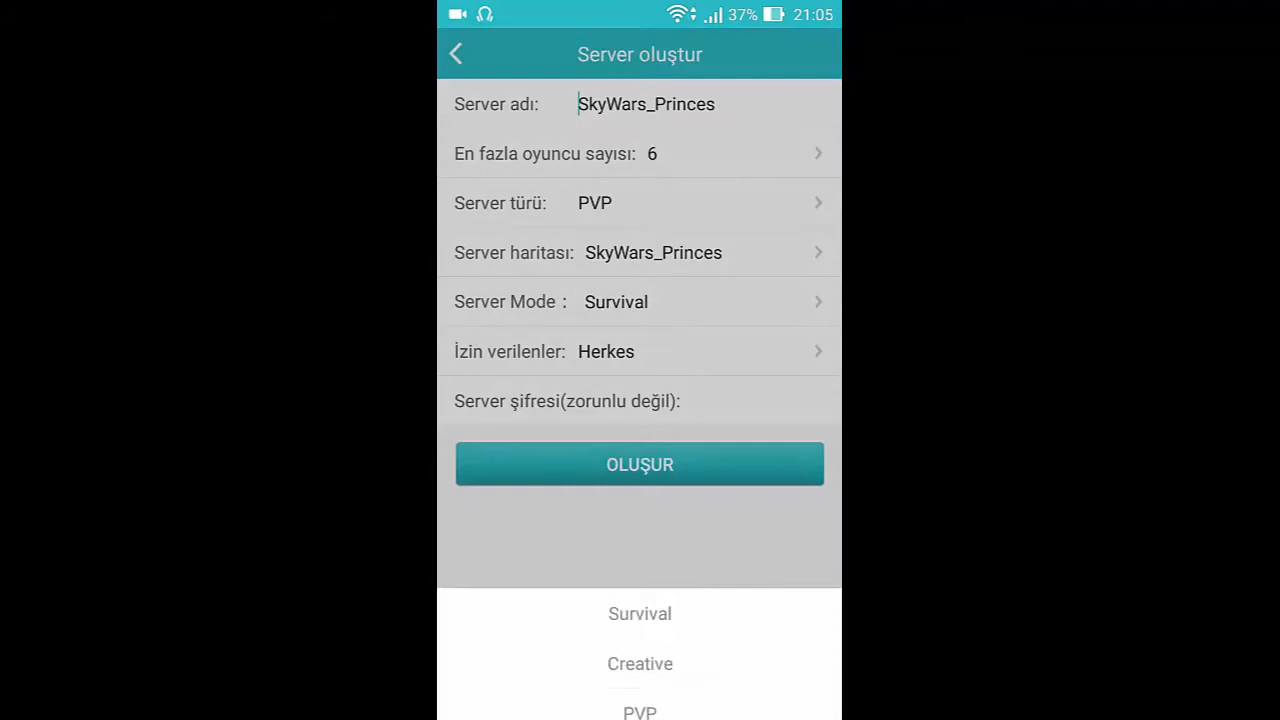 37% 21:05
Server oluştur
Server adı: SkyWars_Princes
En fazla oyuncu sayısı: 6
Server türü: PVP
Server haritası: SkyWars_Princes
Server Mode : Survival
İzin verilenler: Herkes
Server şifresi(zorunlu değil):
OLUŞUR
Survival
Creative
PVP